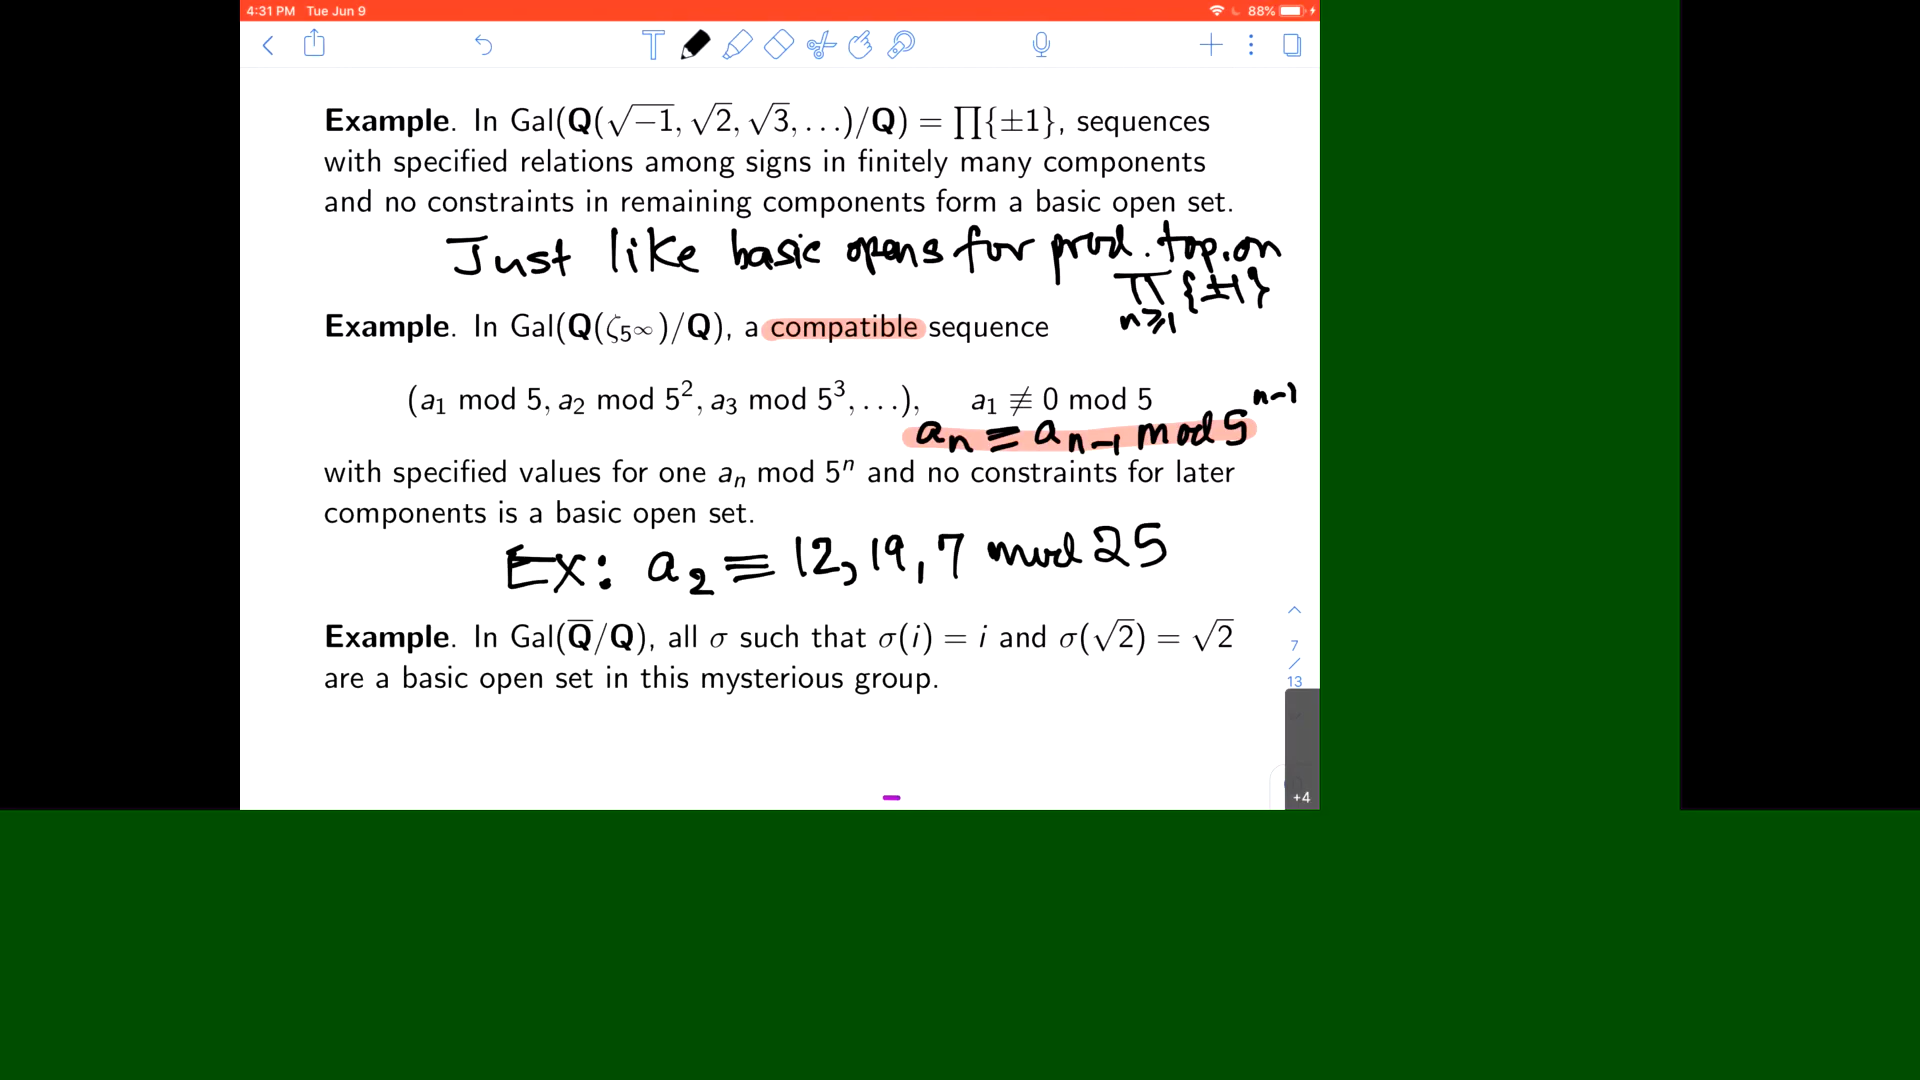 4:31 PM Tue Jun 9 88%
Example. In Gal(Q(√−1, √2, √3, . . .)/Q) = ∏{±1}, sequences
with specified relations among signs in finitely many components
and no constraints in remaining components form a basic open set.
Just like basic opens for prod. top. on
∏ {±1}
n≥1
Example. In Gal(Q(ζ₅∞)/Q), a compatible sequence
(a₁ mod 5, a₂ mod 5², a₃ mod 5³, . . .), a₁ ≢ 0 mod 5
aₙ ≡ aₙ₋₁ mod 5ⁿ⁻¹
with specified values for one aₙ mod 5ⁿ and no constraints for later
components is a basic open set.
Ex: a₂ ≡ 12, 19, 7 mod 25
Example. In Gal(Q̅/Q), all σ such that σ(i) = i and σ(√2) = √2
are a basic open set in this mysterious group.
7
/
13
+4